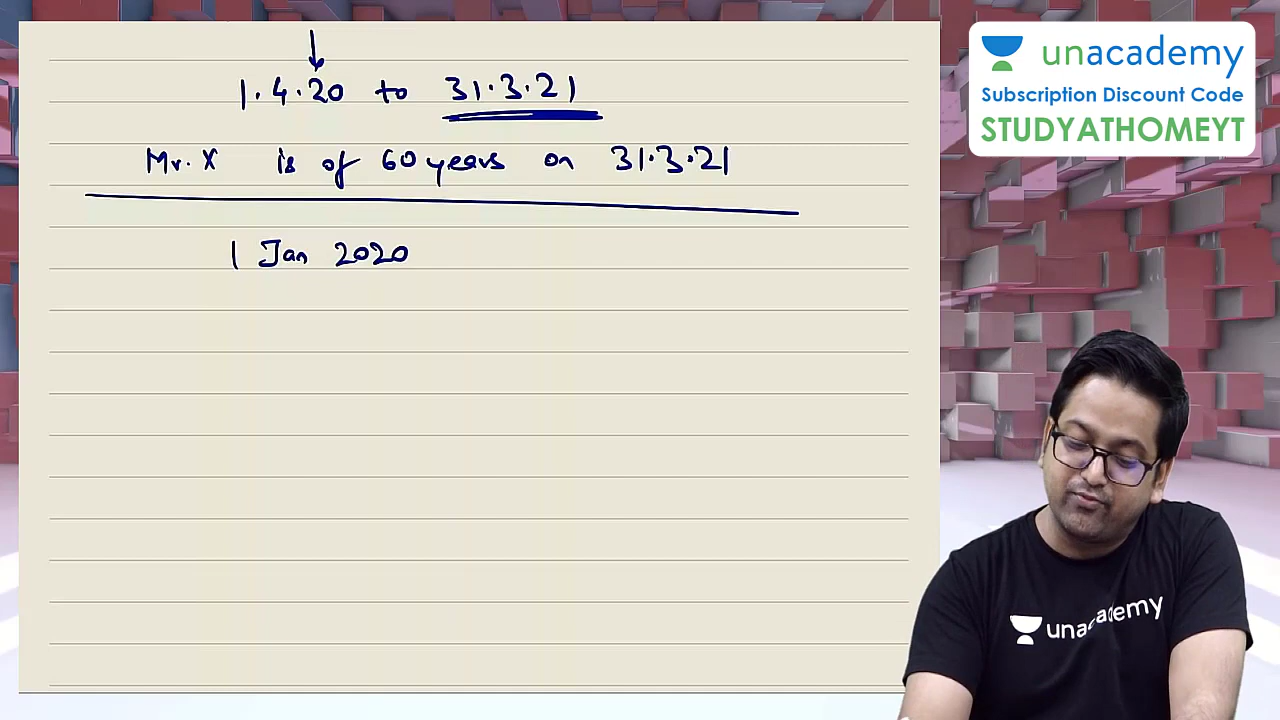 1.4.20 to 31.3.21
Mr. X is of 60 years on 31.3.21
1 Jan 2020
unacademy
Subscription Discount Code
STUDYATHOMEYT
unacademy